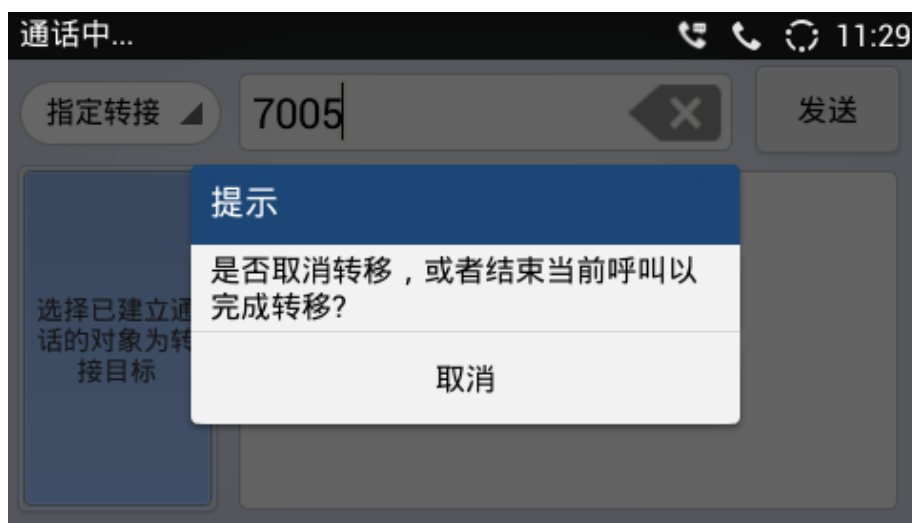 通话中...
11:29
指定转接
7005
发送
提示
是否取消转移，或者结束当前呼叫以
完成转移?
取消
选择已建立通
话的对象为转
接目标